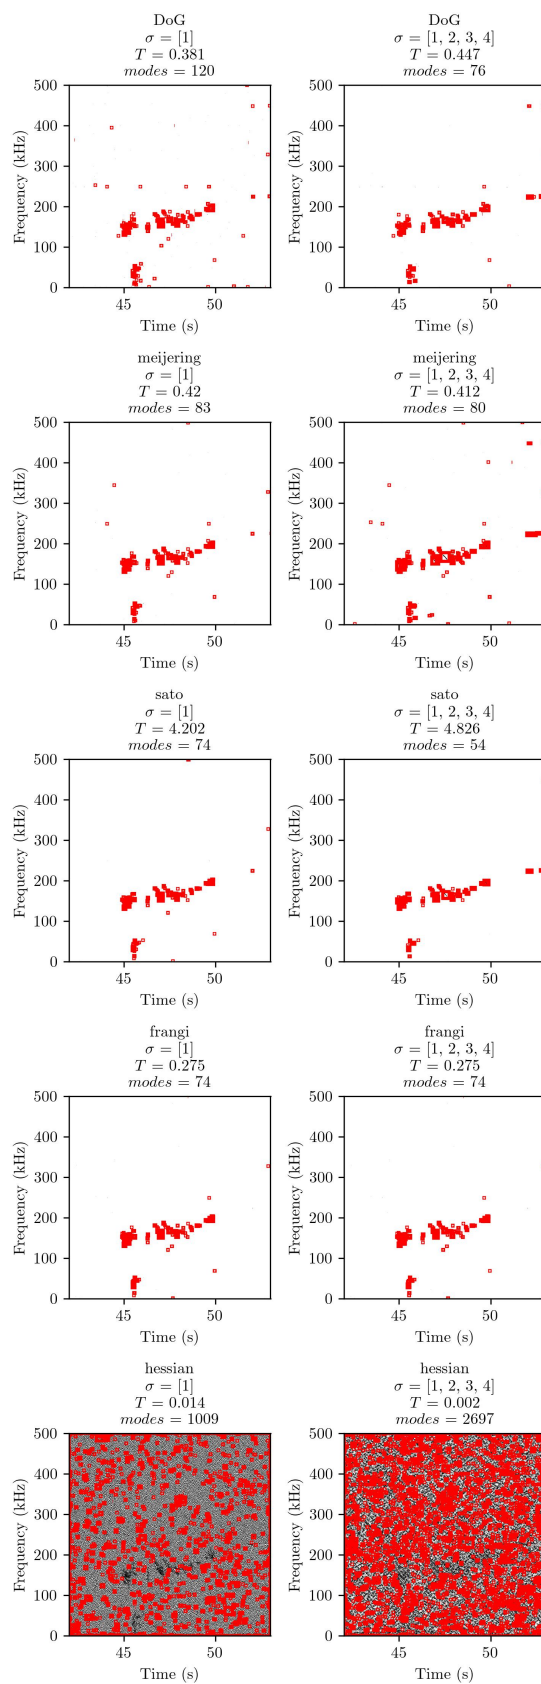 DoG
σ = [1]
T = 0.381
modes = 120
500
400
300
200
100
0
Frequency (kHz)
45
50
Time (s)
DoG
σ = [1, 2, 3, 4]
T = 0.447
modes = 76
500
400
300
200
100
0
Frequency (kHz)
45
50
Time (s)
meijering
σ = [1]
T = 0.42
modes = 83
500
400
300
200
100
0
Frequency (kHz)
45
50
Time (s)
meijering
σ = [1, 2, 3, 4]
T = 0.412
modes = 80
500
400
300
200
100
0
Frequency (kHz)
45
50
Time (s)
sato
σ = [1]
T = 4.202
modes = 74
500
400
300
200
100
0
Frequency (kHz)
45
50
Time (s)
sato
σ = [1, 2, 3, 4]
T = 4.826
modes = 54
500
400
300
200
100
0
Frequency (kHz)
45
50
Time (s)
frangi
σ = [1]
T = 0.275
modes = 74
500
400
300
200
100
0
Frequency (kHz)
45
50
Time (s)
frangi
σ = [1, 2, 3, 4]
T = 0.275
modes = 74
500
400
300
200
100
0
Frequency (kHz)
45
50
Time (s)
hessian
σ = [1]
T = 0.014
modes = 1009
500
400
300
200
100
0
Frequency (kHz)
45
50
Time (s)
hessian
σ = [1, 2, 3, 4]
T = 0.002
modes = 2697
500
400
300
200
100
0
Frequency (kHz)
45
50
Time (s)